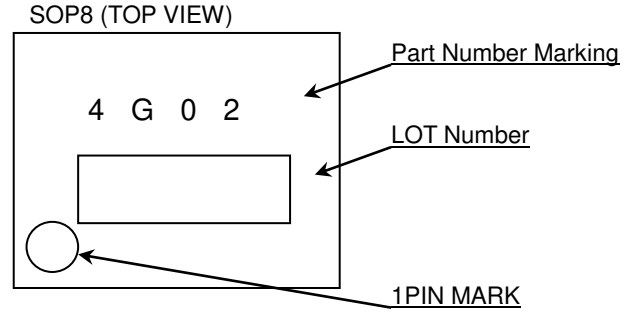 SOP8 (TOP VIEW)
Part Number Marking
4 G 0 2
LOT Number
1PIN MARK